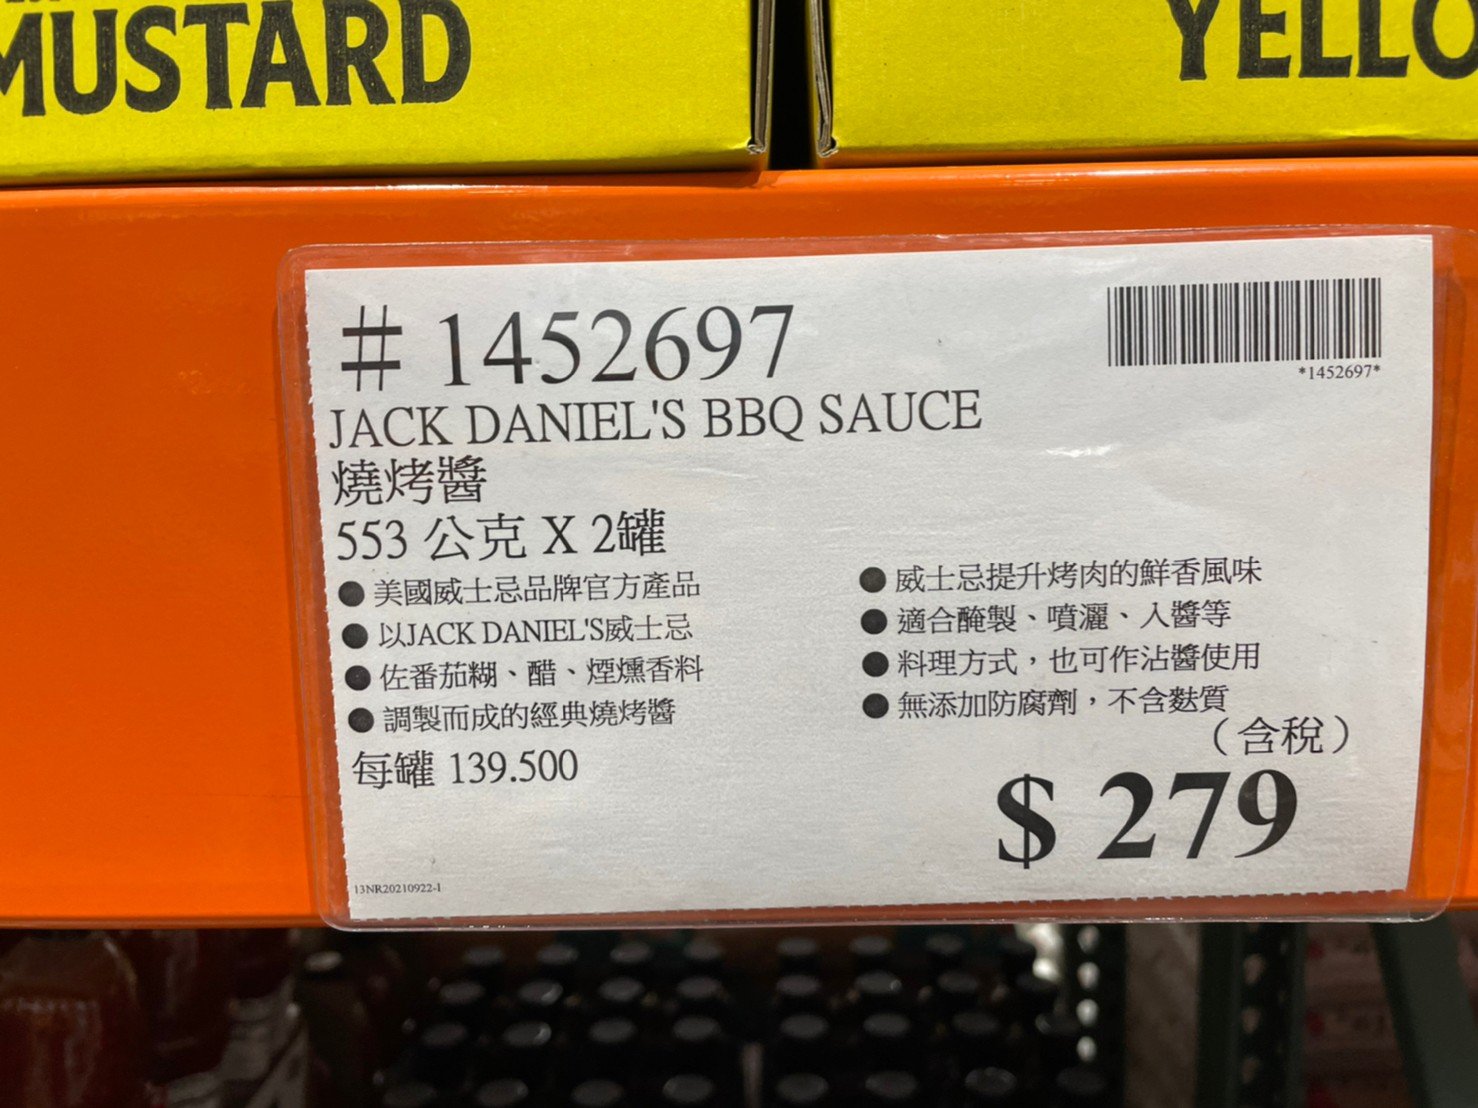 MUSTARD
YELLO
#1452697
*1452697*
JACK DANIEL'S BBQ SAUCE
燒烤醬
553 公克 X 2罐
●美國威士忌品牌官方產品
●以JACK DANIEL'S威士忌
●佐番茄糊、醋、煙燻香料
●調製而成的經典燒烤醬
●威士忌提升烤肉的鮮香風味
●適合醃製、噴灑、入醬等
●料理方式，也可作沾醬使用
●無添加防腐劑，不含麩質
每罐 139.500
（含稅）
$ 279
13NR20210922-1